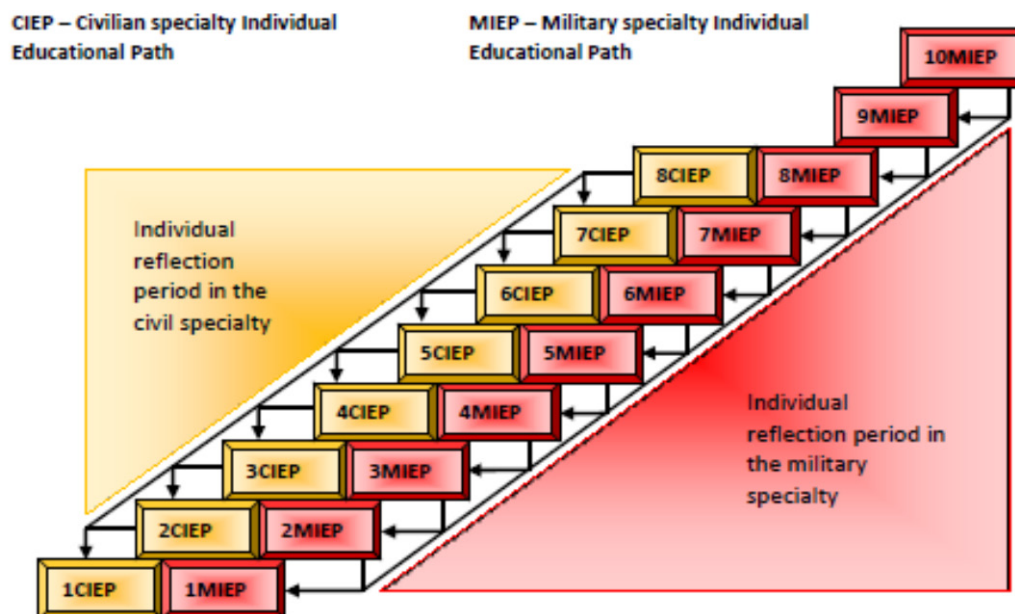 CIEP – Civilian specialty Individual
Educational Path
MIEP – Military specialty Individual
Educational Path
10MIEP
9MIEP
8CIEP
8MIEP
Individual
reflection
period in the
civil specialty
7CIEP
7MIEP
6CIEP
6MIEP
5CIEP
5MIEP
4CIEP
4MIEP
Individual
reflection period in
the military
specialty
3CIEP
3MIEP
2CIEP
2MIEP
1CIEP
1MIEP